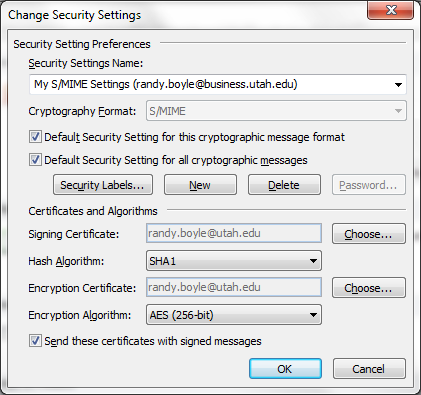 Change Security Settings
Security Setting Preferences
Security Settings Name:
My S/MIME Settings (randy.boyle@business.utah.edu)
Cryptography Format: S/MIME
Default Security Setting for this cryptographic message format
Default Security Setting for all cryptographic messages
Security Labels... New Delete Password...
Certificates and Algorithms
Signing Certificate: randy.boyle@utah.edu Choose...
Hash Algorithm: SHA1
Encryption Certificate: randy.boyle@utah.edu Choose...
Encryption Algorithm: AES (256-bit)
Send these certificates with signed messages
OK Cancel